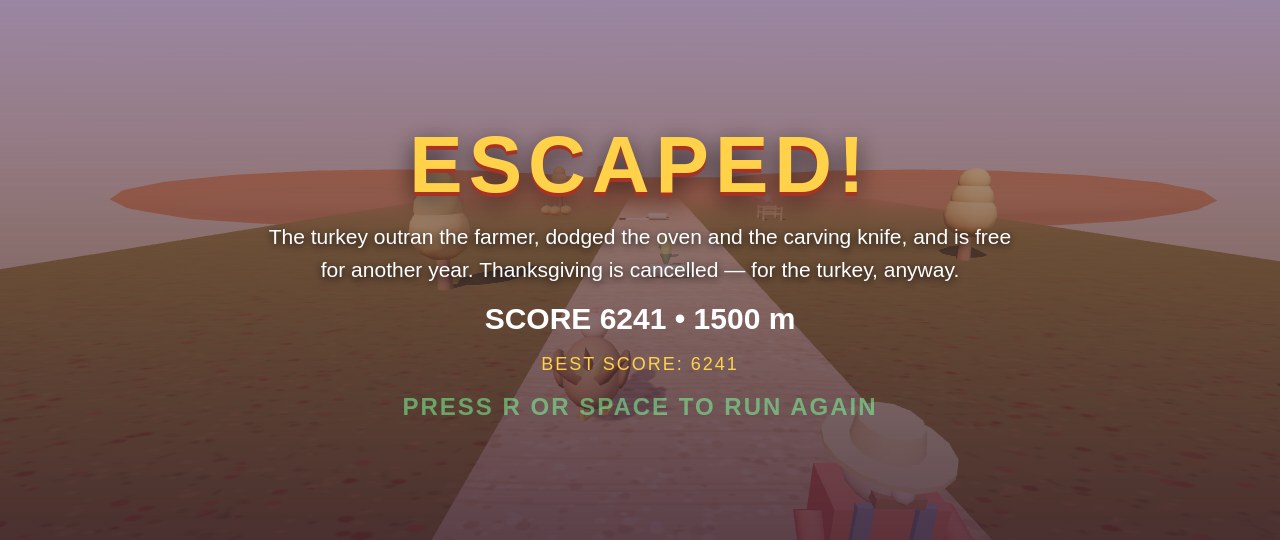 ESCAPED!
The turkey outran the farmer, dodged the oven and the carving knife, and is free
for another year. Thanksgiving is cancelled — for the turkey, anyway.
SCORE 6241 • 1500 m
BEST SCORE: 6241
PRESS R OR SPACE TO RUN AGAIN